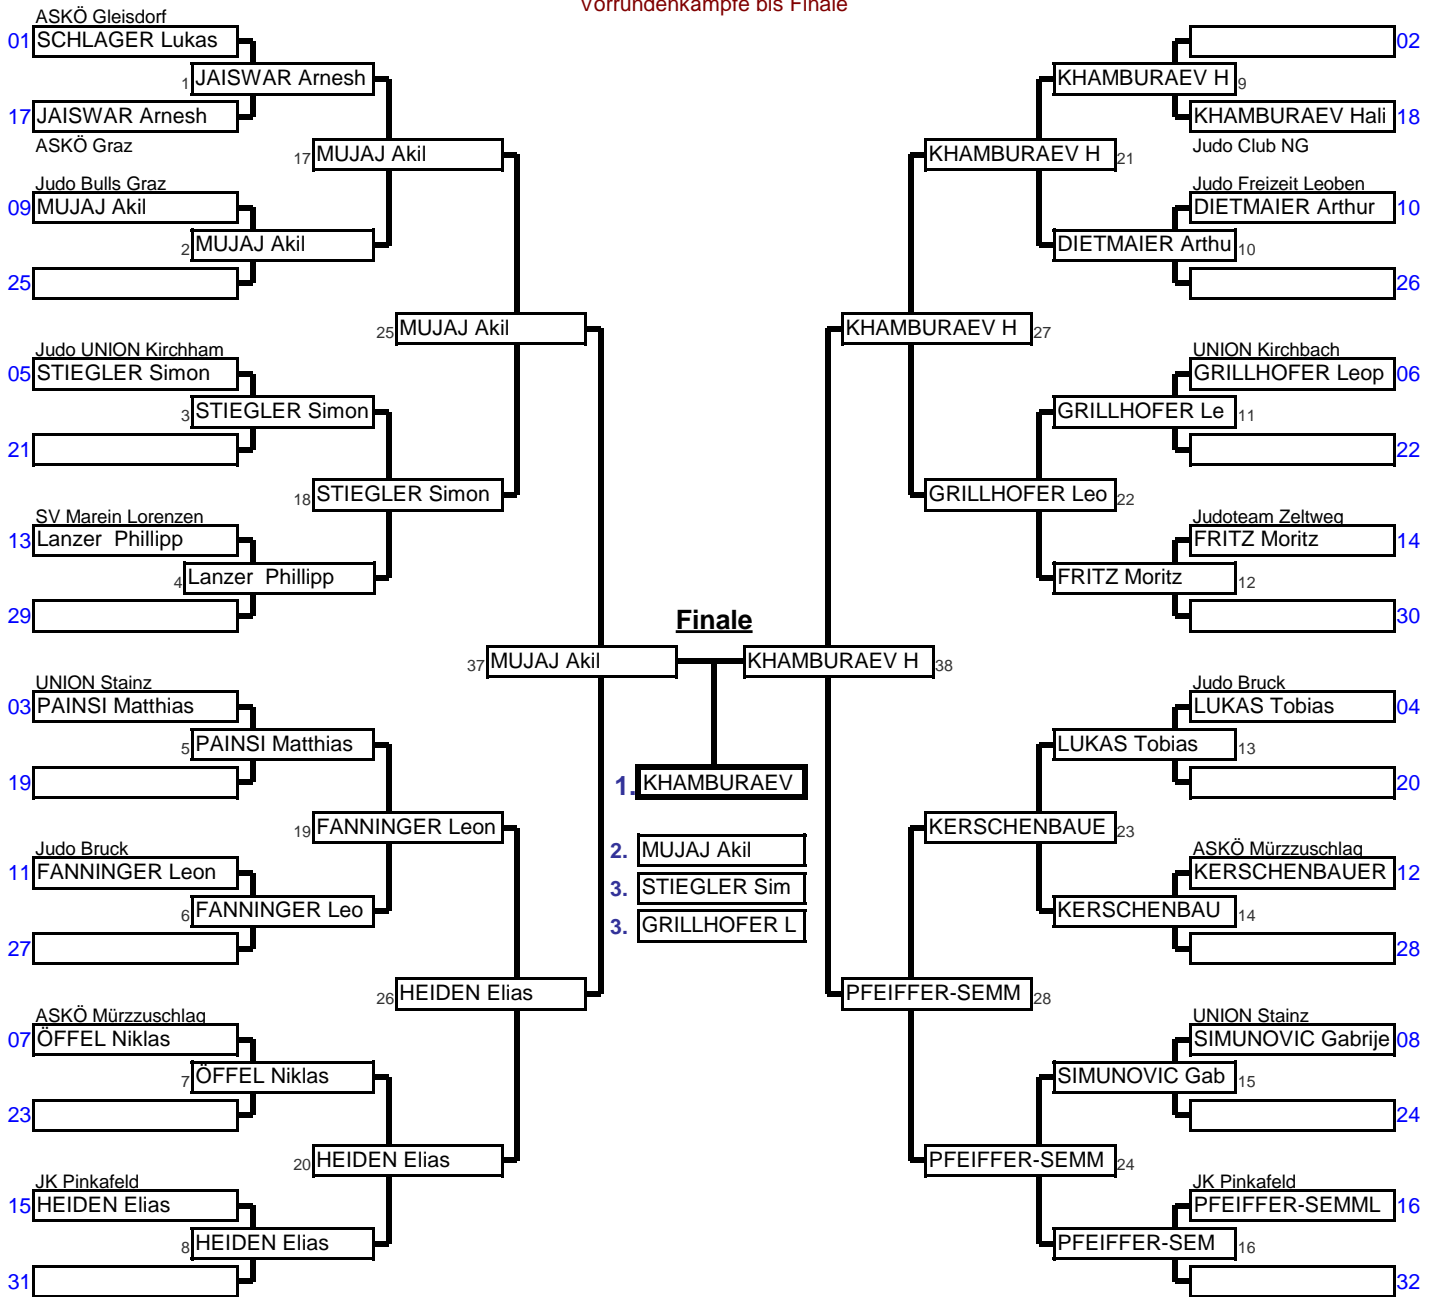 Vorrundenkämpfe bis Finale
ASKÖ Gleisdorf
01 SCHLAGER Lukas
1 JAISWAR Arnesh
17 JAISWAR Arnesh
ASKÖ Graz
17 MUJAJ Akil
Judo Bulls Graz
09 MUJAJ Akil
2 MUJAJ Akil
25
25 MUJAJ Akil
Judo UNION Kirchham
05 STIEGLER Simon
3 STIEGLER Simon
21
18 STIEGLER Simon
SV Marein Lorenzen
13 Lanzer Phillipp
4 Lanzer Phillipp
29
37 MUJAJ Akil
UNION Stainz
03 PAINSI Matthias
5 PAINSI Matthias
19
19 FANNINGER Leon
Judo Bruck
11 FANNINGER Leon
6 FANNINGER Leo
27
26 HEIDEN Elias
ASKÖ Mürzzuschlag
07 ÖFFEL Niklas
7 ÖFFEL Niklas
23
20 HEIDEN Elias
JK Pinkafeld
15 HEIDEN Elias
8 HEIDEN Elias
31
Finale
1. KHAMBURAEV
2. MUJAJ Akil
3. STIEGLER Sim
3. GRILLHOFER L
02
KHAMBURAEV H 9
KHAMBURAEV Hali 18
Judo Club NG
KHAMBURAEV H 21
Judo Freizeit Leoben
DIETMAIER Arthur 10
DIETMAIER Arthu 10
26
KHAMBURAEV H 27
UNION Kirchbach
GRILLHOFER Leop 06
GRILLHOFER Le 11
22
GRILLHOFER Leo 22
Judoteam Zeltweg
FRITZ Moritz 14
FRITZ Moritz 12
30
KHAMBURAEV H 38
Judo Bruck
LUKAS Tobias 04
LUKAS Tobias 13
20
KERSCHENBAUE 23
ASKÖ Mürzzuschlag
KERSCHENBAUER 12
KERSCHENBAU 14
28
PFEIFFER-SEMM 28
UNION Stainz
SIMUNOVIC Gabrije 08
SIMUNOVIC Gab 15
24
PFEIFFER-SEMM 24
JK Pinkafeld
PFEIFFER-SEMML 16
PFEIFFER-SEM 16
32